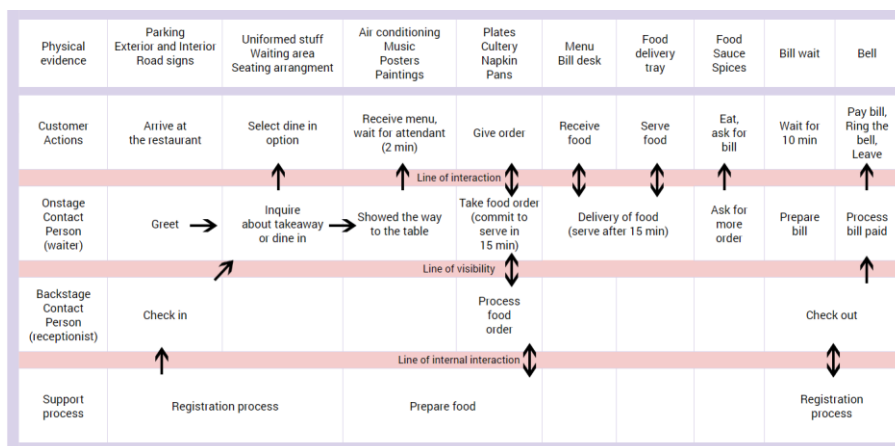 Physical
evidence
Parking
Exterior and Interior
Road signs
Uniformed stuff
Waiting area
Seating arrangment
Air conditioning
Music
Posters
Paintings
Plates
Cultery
Napkin
Pans
Menu
Bill desk
Food
delivery
tray
Food
Sauce
Spices
Bill wait
Bell
Customer
Actions
Arrive at
the restaurant
Select dine in
option
Receive menu,
wait for attendant
(2 min)
Give order
Receive
food
Serve
food
Eat,
ask for
bill
Wait for
10 min
Pay bill,
Ring the
bell,
Leave
Line of interaction
Onstage
Contact
Person
(waiter)
Greet
Inquire
about takeaway
or dine in
Showed the way
to the table
Take food order
(commit to
serve in
15 min)
Delivery of food
(serve after 15 min)
Ask for
more
order
Prepare
bill
Process
bill paid
Line of visibility
Backstage
Contact
Person
(receptionist)
Check in
Process
food
order
Check out
Line of internal interaction
Support
process
Registration process
Prepare food
Registration
process